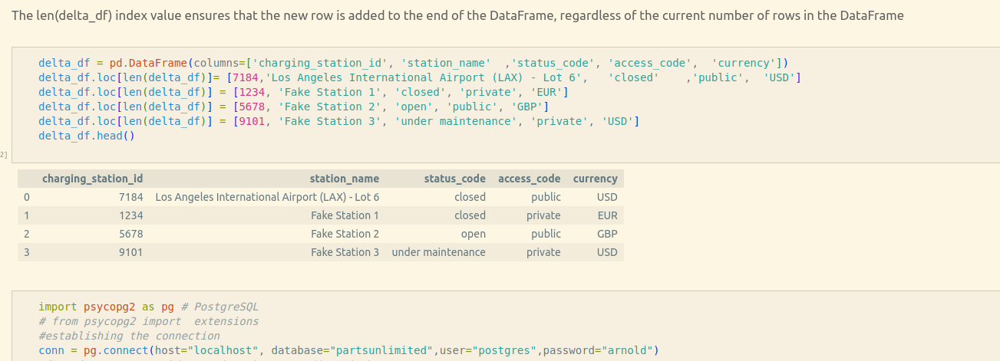 The len(delta_df) index value ensures that the new row is added to the end of the DataFrame, regardless of the current number of rows in the DataFrame
delta_df = pd.DataFrame(columns=['charging_station_id', 'station_name'  ,'status_code', 'access_code',  'currency'])
delta_df.loc[len(delta_df)]= [7184,'Los Angeles International Airport (LAX) - Lot 6',   'closed'    ,'public',  'USD']
delta_df.loc[len(delta_df)] = [1234, 'Fake Station 1', 'closed', 'private', 'EUR']
delta_df.loc[len(delta_df)] = [5678, 'Fake Station 2', 'open', 'public', 'GBP']
delta_df.loc[len(delta_df)] = [9101, 'Fake Station 3', 'under maintenance', 'private', 'USD']
delta_df.head()
2]
charging_station_id station_name status_code access_code currency
0 7184 Los Angeles International Airport (LAX) - Lot 6 closed public USD
1 1234 Fake Station 1 closed private EUR
2 5678 Fake Station 2 open public GBP
3 9101 Fake Station 3 under maintenance private USD
import psycopg2 as pg # PostgreSQL
# from psycopg2 import  extensions
#establishing the connection
conn = pg.connect(host="localhost", database="partsunlimited",user="postgres",password="arnold")